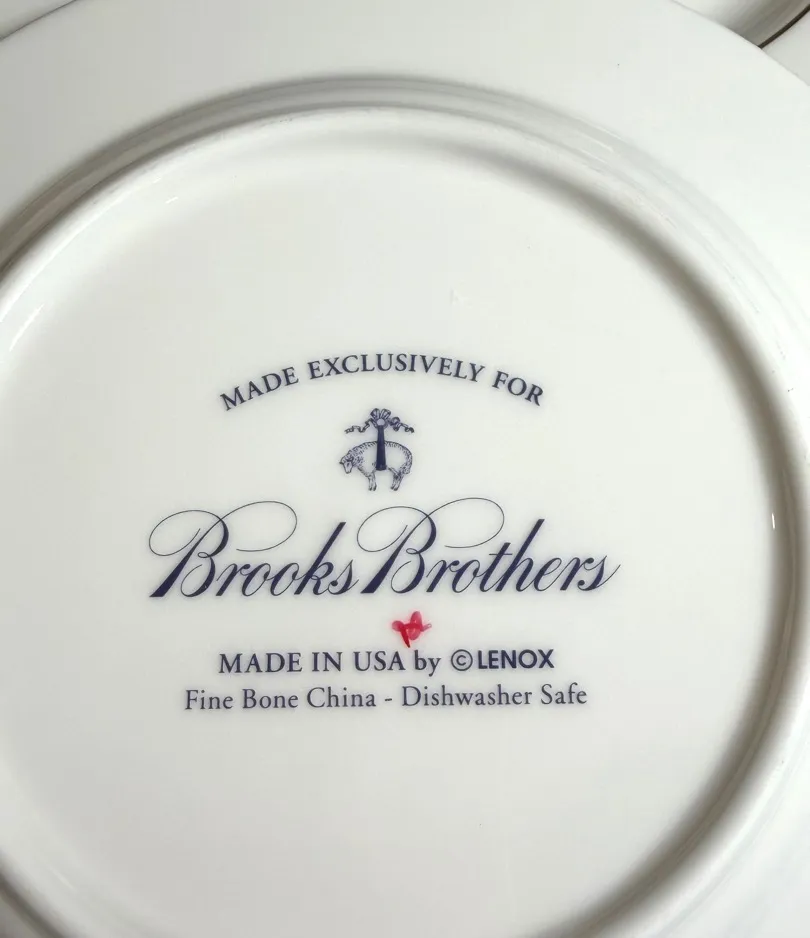 MADE EXCLUSIVELY FOR
Brooks Brothers
MADE IN USA by ©LENOX
Fine Bone China - Dishwasher Safe